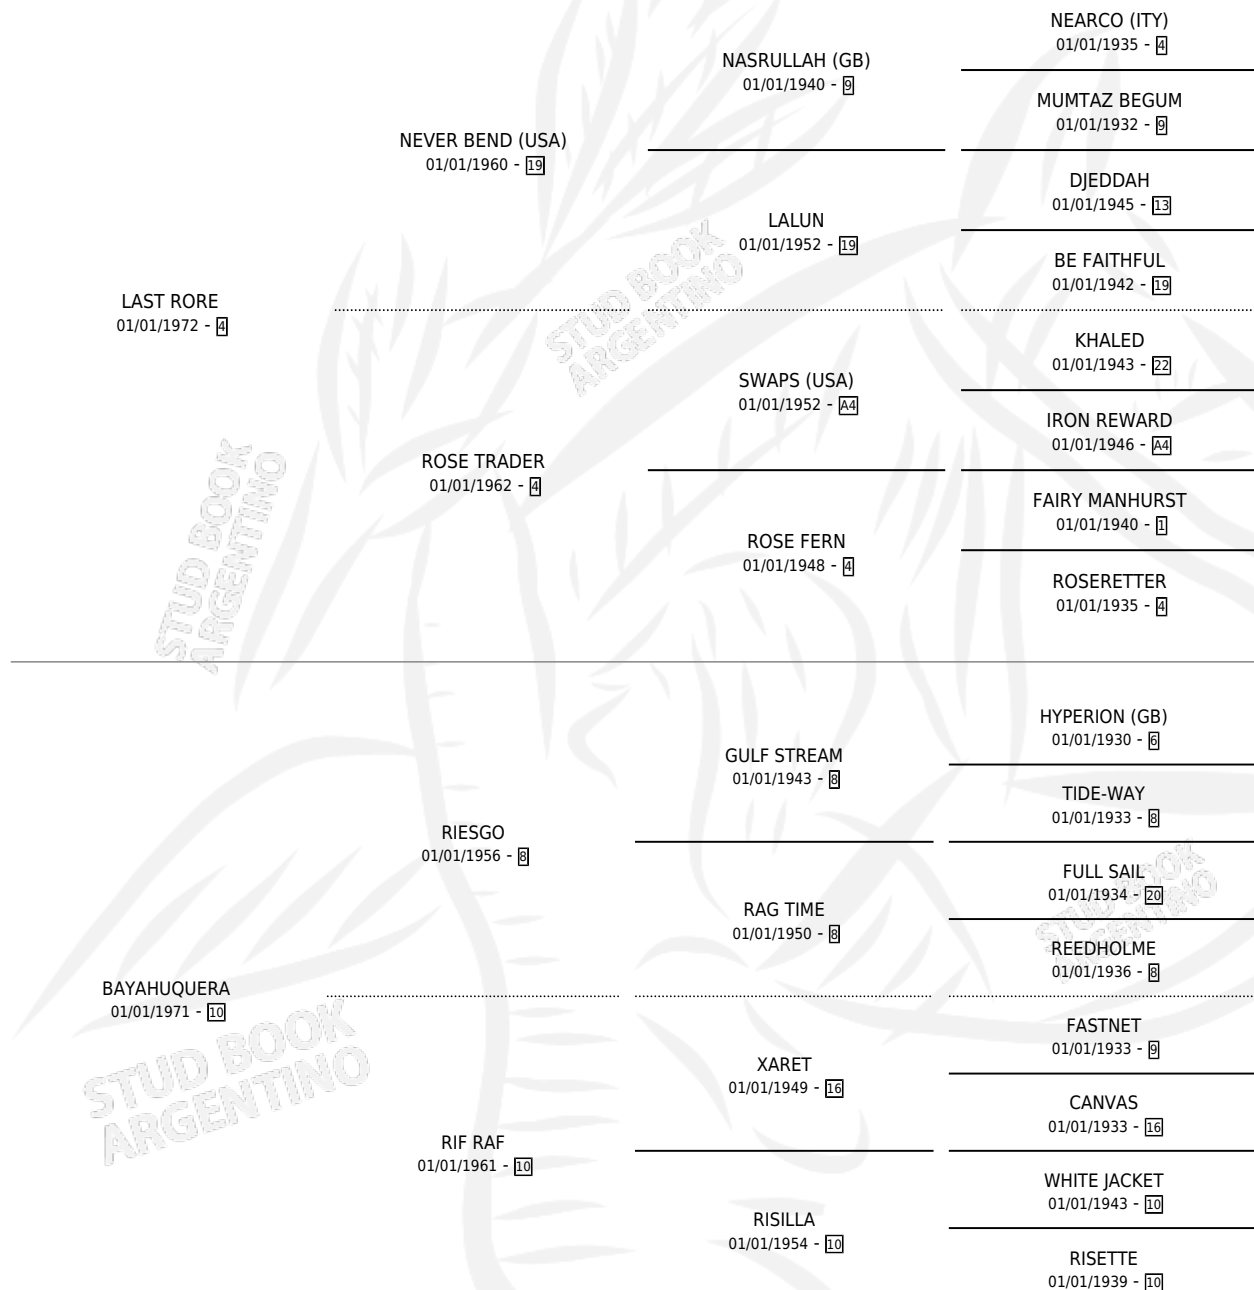 NEARCO (ITY)
01/01/1935 - 4
NASRULLAH (GB)
01/01/1940 - 9
MUMTAZ BEGUM
01/01/1932 - 9
NEVER BEND (USA)
01/01/1960 - 19
DJEDDAH
01/01/1945 - 13
LALUN
01/01/1952 - 19
BE FAITHFUL
01/01/1942 - 19
LAST RORE
01/01/1972 - 4
KHALED
01/01/1943 - 22
SWAPS (USA)
01/01/1952 - A4
IRON REWARD
01/01/1946 - A4
ROSE TRADER
01/01/1962 - 4
FAIRY MANHURST
01/01/1940 - 1
ROSE FERN
01/01/1948 - 4
ROSERETTER
01/01/1935 - 4
STUD BOOK
ARGENTINO
STUD BOOK
ARGENTINO
HYPERION (GB)
01/01/1930 - 6
GULF STREAM
01/01/1943 - 8
TIDE-WAY
01/01/1933 - 8
RIESGO
01/01/1956 - 8
FULL SAIL
01/01/1934 - 20
RAG TIME
01/01/1950 - 8
REEDHOLME
01/01/1936 - 8
BAYAHUQUERA
01/01/1971 - 10
FASTNET
01/01/1933 - 9
XARET
01/01/1949 - 16
CANVAS
01/01/1933 - 16
RIF RAF
01/01/1961 - 10
WHITE JACKET
01/01/1943 - 10
RISILLA
01/01/1954 - 10
RISETTE
01/01/1939 - 10
STUD BOOK
ARGENTINO
STUD BOOK
ARGENTINO